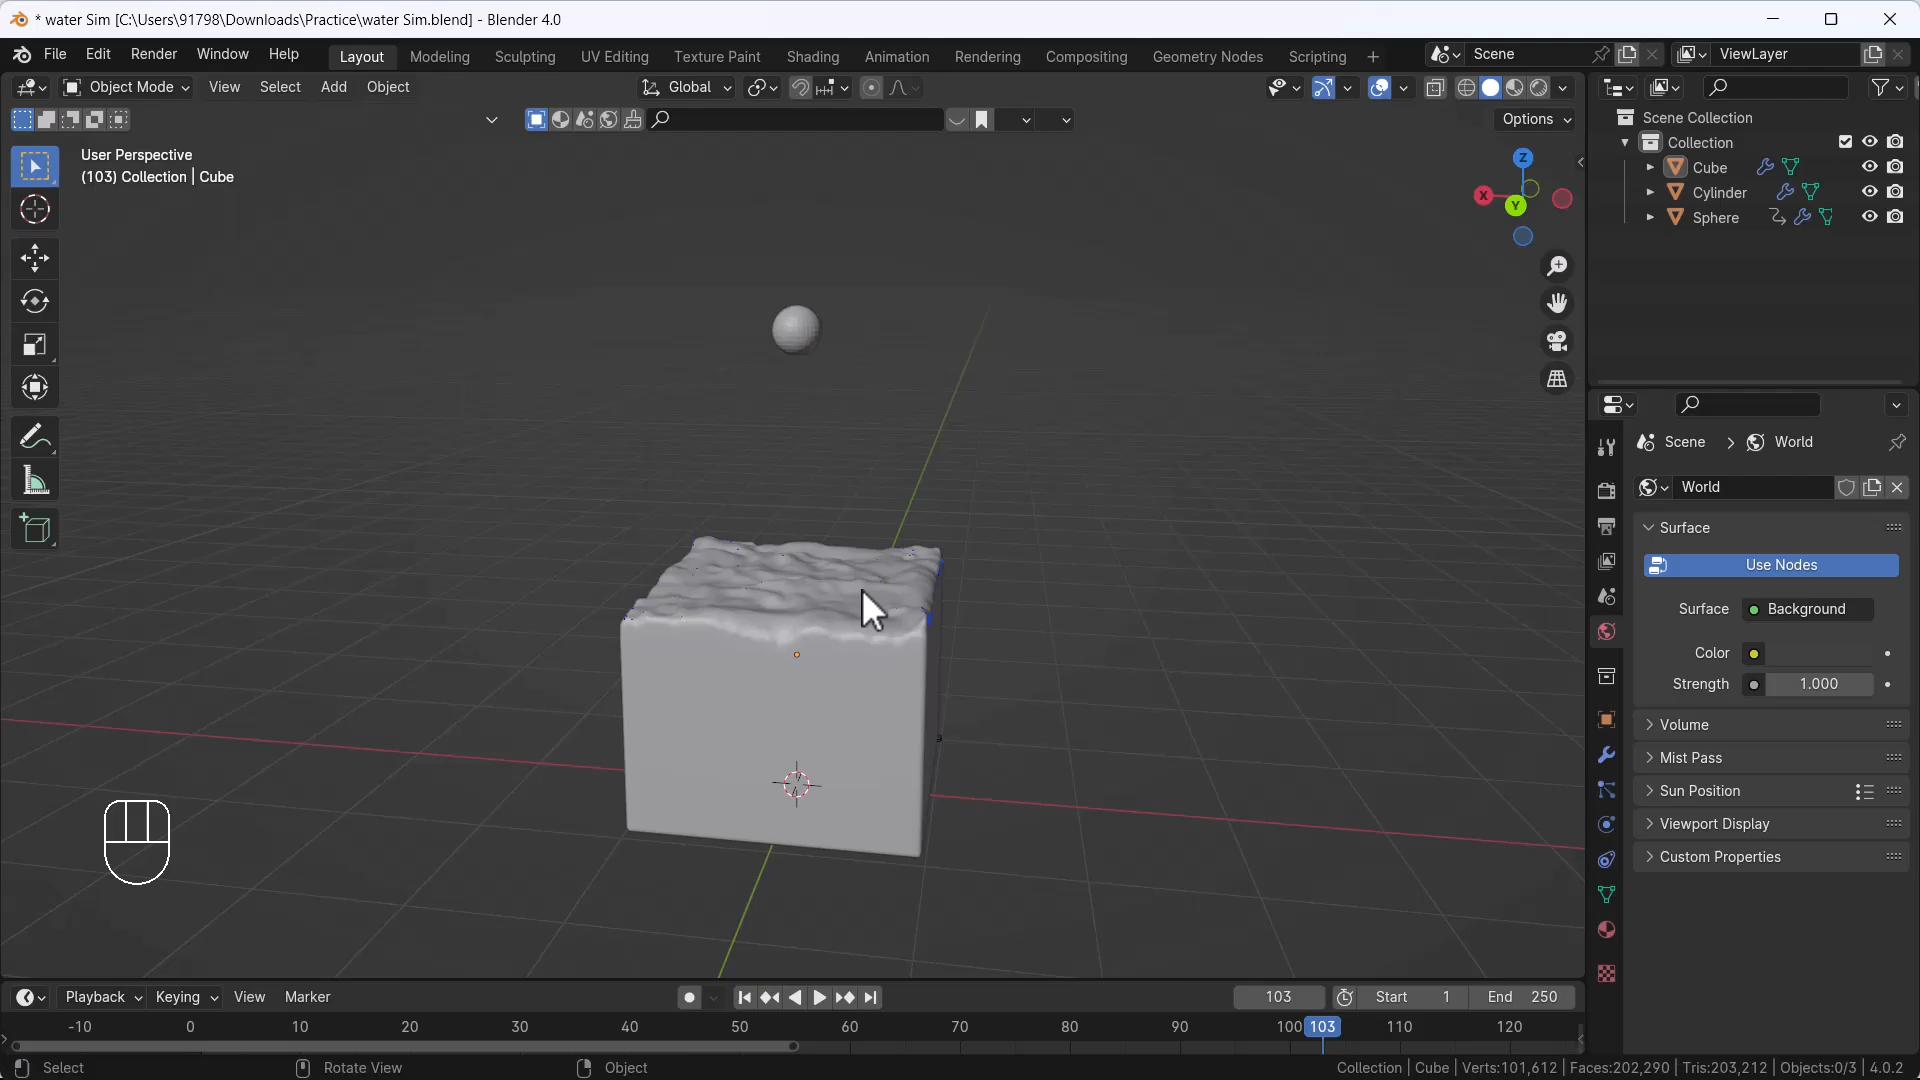 * water Sim [C:\Users\91798\Downloads\Practice\water Sim.blend] - Blender 4.0
File Edit Render Window Help Layout Modeling Sculpting UV Editing Texture Paint Shading Animation Rendering Compositing Geometry Nodes Scripting + Scene ViewLayer
Object Mode View Select Add Object Global
Options
User Perspective
(103) Collection | Cube
Z
X
Y
Scene Collection
Collection
Cube
Cylinder
Sphere
Scene > World
World
Surface
Use Nodes
Surface Background
Color
Strength 1.000
Volume
Mist Pass
Sun Position
Viewport Display
Custom Properties
Playback Keying View Marker 103 Start 1 End 250
-10 0 10 20 30 40 50 60 70 80 90 100 103 110 120
Select Rotate View Object Collection | Cube | Verts:101,612 | Faces:202,290 | Tris:203,212 | Objects:0/3 | 4.0.2